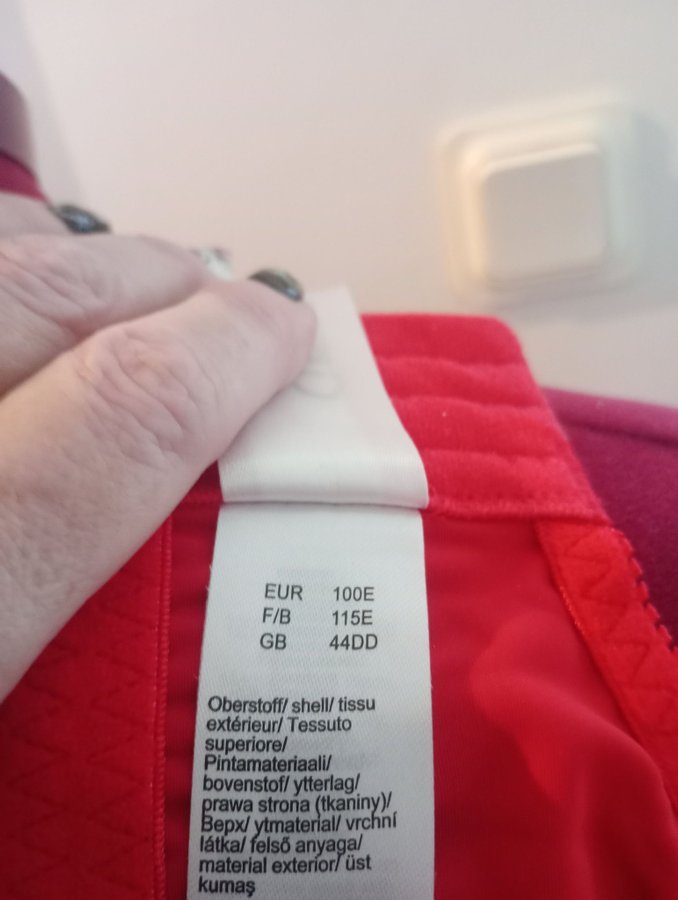 EUR 100E
F/B 115E
GB 44DD
Oberstoff/ shell/ tissu
extérieur/ Tessuto
superiore/
Pintamateriaali/
bovenstof/ ytterlag/
prawa strona (tkaniny)/
Верх/ ytmaterial/ vrchní
látka/ felső anyaga/
material exterior/ üst
kumaş